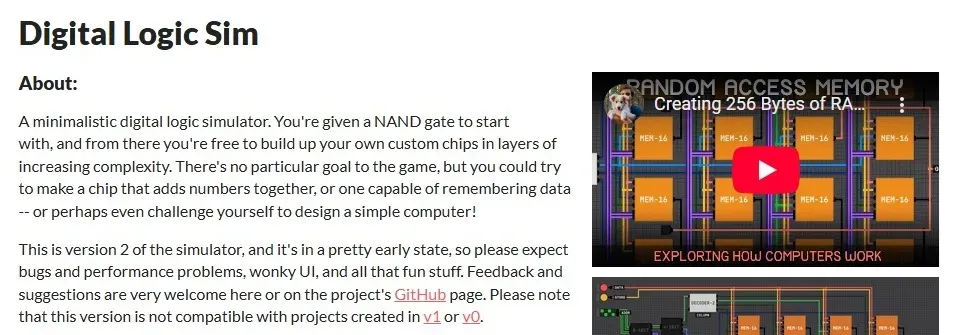 Digital Logic Sim
About:
A minimalistic digital logic simulator. You're given a NAND gate to start
with, and from there you're free to build up your own custom chips in layers of
increasing complexity. There's no particular goal to the game, but you could try
to make a chip that adds numbers together, or one capable of remembering data
-- or perhaps even challenge yourself to design a simple computer!
This is version 2 of the simulator, and it's in a pretty early state, so please expect
bugs and performance problems, wonky UI, and all that fun stuff. Feedback and
suggestions are very welcome here or on the project's GitHub page. Please note
that this version is not compatible with projects created in v1 or v0.
RANDOM ACCESS MEMORY
Creating 256 Bytes of RA...
MEM-16 MEM-16 MEM-16 MEM-16
MEM-16 MEM-16 MEM-16 MEM-16
EXPLORING HOW COMPUTERS WORK
DECODER-2